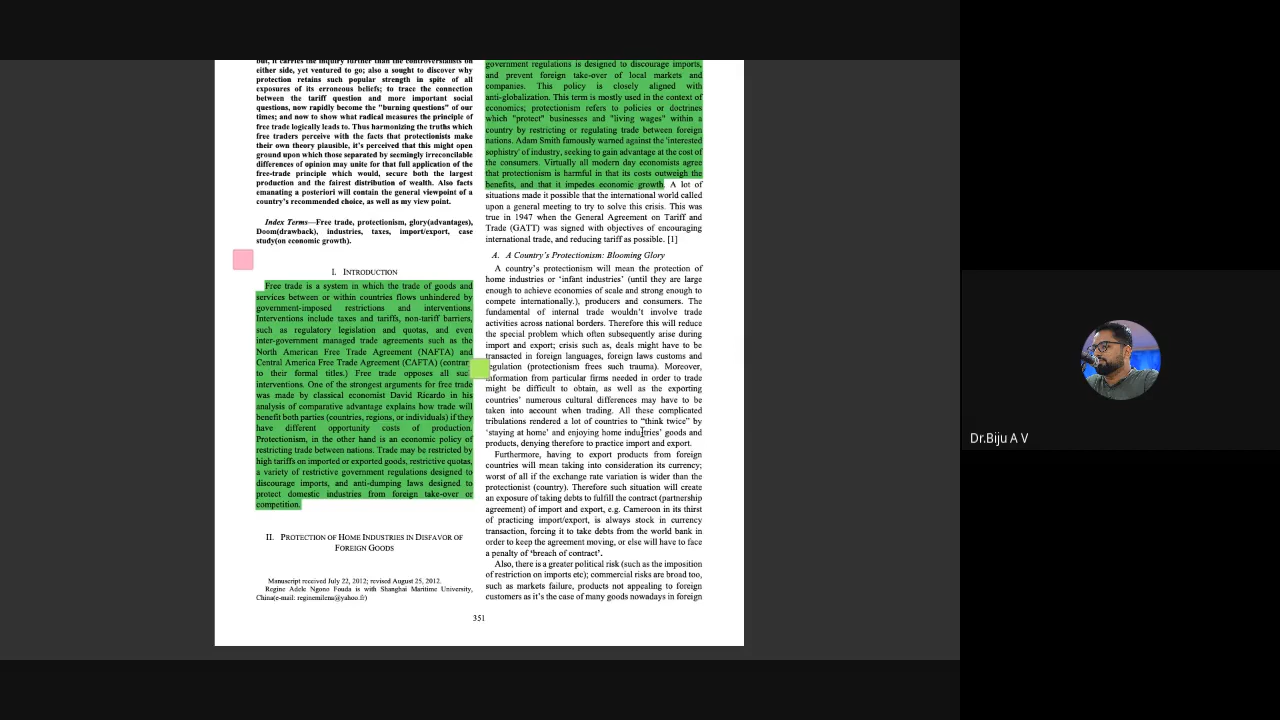 but, it carries the inquiry further than the controversialists on
either side, yet ventured to go; also a sought to discover why
protection retains such popular strength in spite of all
exposures of its erroneous beliefs; to trace the connection
between the tariff question and more important social
questions, now rapidly become the "burning questions" of our
times; and now to show what radical measures the principle of
free trade logically leads to. Thus harmonizing the truths which
free traders perceive with the facts that protectionists make
their own theory plausible, it's perceived that this might open
ground upon which those separated by seemingly irreconcilable
differences of opinion may unite for that full application of the
free-trade principle which would, secure both the largest
production and the fairest distribution of wealth. Also facts
emanating a posteriori will contain the general viewpoint of a
country's recommended choice, as well as my view point.
Index Terms—Free trade, protectionism, glory(advantages),
Doom(drawback), industries, taxes, import/export, case
study(on economic growth).
I. INTRODUCTION
Free trade is a system in which the trade of goods and
services between or within countries flows unhindered by
government-imposed restrictions and interventions.
Interventions include taxes and tariffs, non-tariff barriers,
such as regulatory legislation and quotas, and even
inter-government managed trade agreements such as the
North American Free Trade Agreement (NAFTA) and
Central America Free Trade Agreement (CAFTA) (contrar
to their formal titles.) Free trade opposes all suc
interventions. One of the strongest arguments for free trade
was made by classical economist David Ricardo in his
analysis of comparative advantage explains how trade will
benefit both parties (countries, regions, or individuals) if they
have different opportunity costs of production.
Protectionism, in the other hand is an economic policy of
restricting trade between nations. Trade may be restricted by
high tariffs on imported or exported goods, restrictive quotas,
a variety of restrictive government regulations designed to
discourage imports, and anti-dumping laws designed to
protect domestic industries from foreign take-over or
competition.
II. PROTECTION OF HOME INDUSTRIES IN DISFAVOR OF
FOREIGN GOODS
Manuscript received July 22, 2012; revised August 25, 2012.
Regine Adele Ngono Fouda is with Shanghai Maritime University,
China(e-mail: reginemilena@yahoo.fr)
government regulations is designed to discourage imports,
and prevent foreign take-over of local markets and
companies. This policy is closely aligned with
anti-globalization. This term is mostly used in the context of
economics; protectionism refers to policies or doctrines
which "protect" businesses and "living wages" within a
country by restricting or regulating trade between foreign
nations. Adam Smith famously warned against the 'interested
sophistry' of industry, seeking to gain advantage at the cost of
the consumers. Virtually all modern day economists agree
that protectionism is harmful in that its costs outweigh the
benefits, and that it impedes economic growth. A lot of
situations made it possible that the international world called
upon a general meeting to try to solve this crisis. This was
true in 1947 when the General Agreement on Tariff and
Trade (GATT) was signed with objectives of encouraging
international trade, and reducing tariff as possible. [1]
A. A Country's Protectionism: Blooming Glory
A country's protectionism will mean the protection of
home industries or 'infant industries' (until they are large
enough to achieve economies of scale and strong enough to
compete internationally.), producers and consumers. The
fundamental of internal trade wouldn't involve trade
activities across national borders. Therefore this will reduce
the special problem which often subsequently arise during
import and export; crisis such as, deals might have to be
transacted in foreign languages, foreign laws customs and
regulation (protectionism frees such trauma). Moreover,
information from particular firms needed in order to trade
might be difficult to obtain, as well as the exporting
countries' numerous cultural differences may have to be
taken into account when trading. All these complicated
tribulations rendered a lot of countries to "think twice" by
'staying at home' and enjoying home industries' goods and
products, denying therefore to practice import and export.
Furthermore, having to export products from foreign
countries will mean taking into consideration its currency;
worst of all if the exchange rate variation is wider than the
protectionist (country). Therefore such situation will create
an exposure of taking debts to fulfill the contract (partnership
agreement) of import and export, e.g. Cameroon in its thirst
of practicing import/export, is always stock in currency
transaction, forcing it to take debts from the world bank in
order to keep the agreement moving, or else will have to face
a penalty of 'breach of contract'.
Also, there is a greater political risk (such as the imposition
of restriction on imports etc); commercial risks are broad too,
such as markets failure, products not appealing to foreign
customers as it's the case of many goods nowadays in foreign
351
Dr.Biju A V